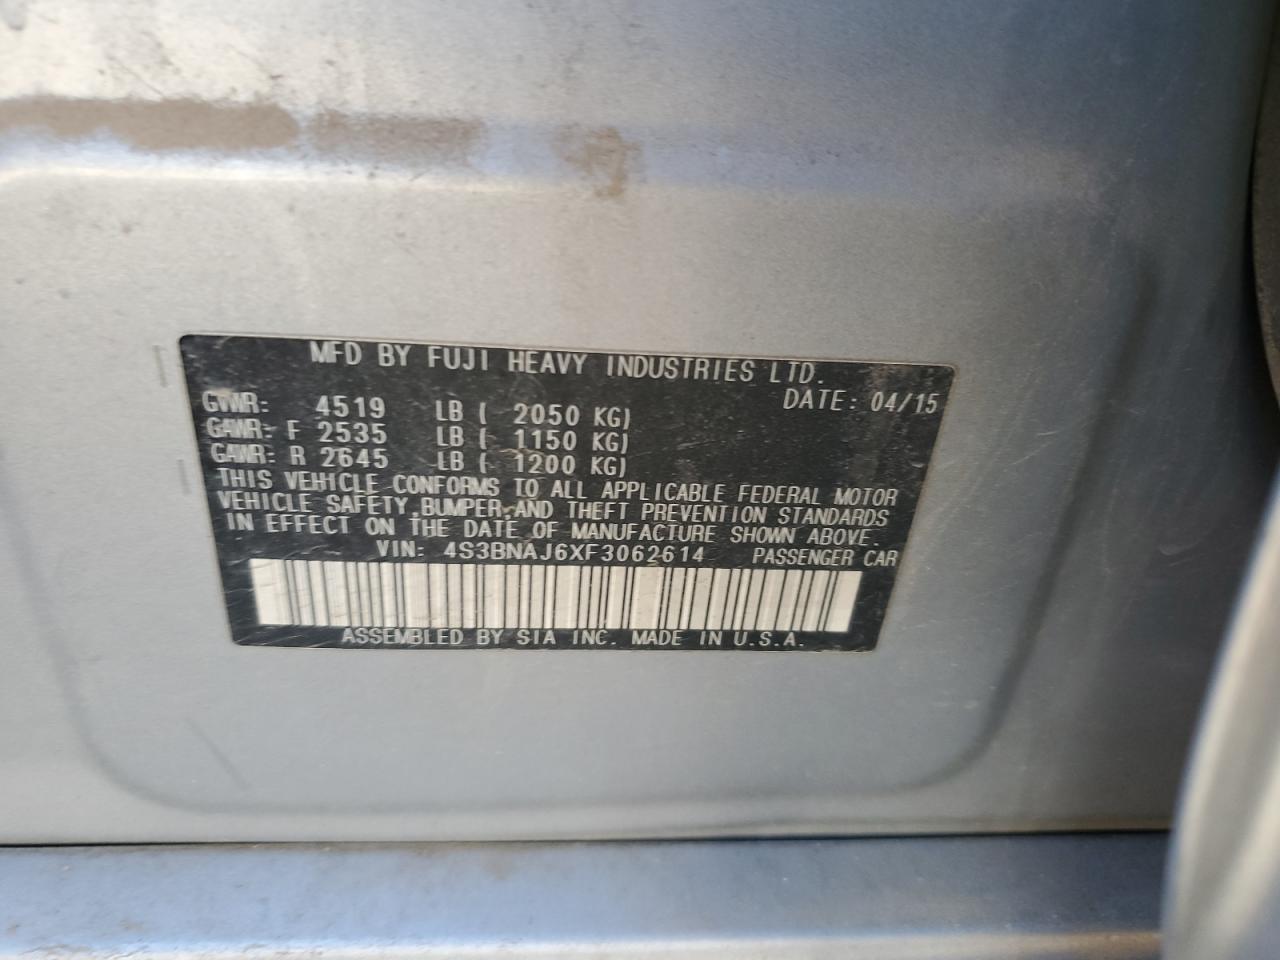 MFD BY FUJI HEAVY INDUSTRIES LTD.
DATE: 04/15
GVWR: 4519 LB ( 2050 KG)
GAWR: F 2535 LB ( 1150 KG)
GAWR: R 2645 LB ( 1200 KG)
THIS VEHICLE CONFORMS TO ALL APPLICABLE FEDERAL MOTOR
VEHICLE SAFETY, BUMPER, AND THEFT PREVENTION STANDARDS
IN EFFECT ON THE DATE OF MANUFACTURE SHOWN ABOVE.
VIN: 4S3BNAJ6XF3062614 PASSENGER CAR
ASSEMBLED BY SIA INC. MADE IN U.S.A.